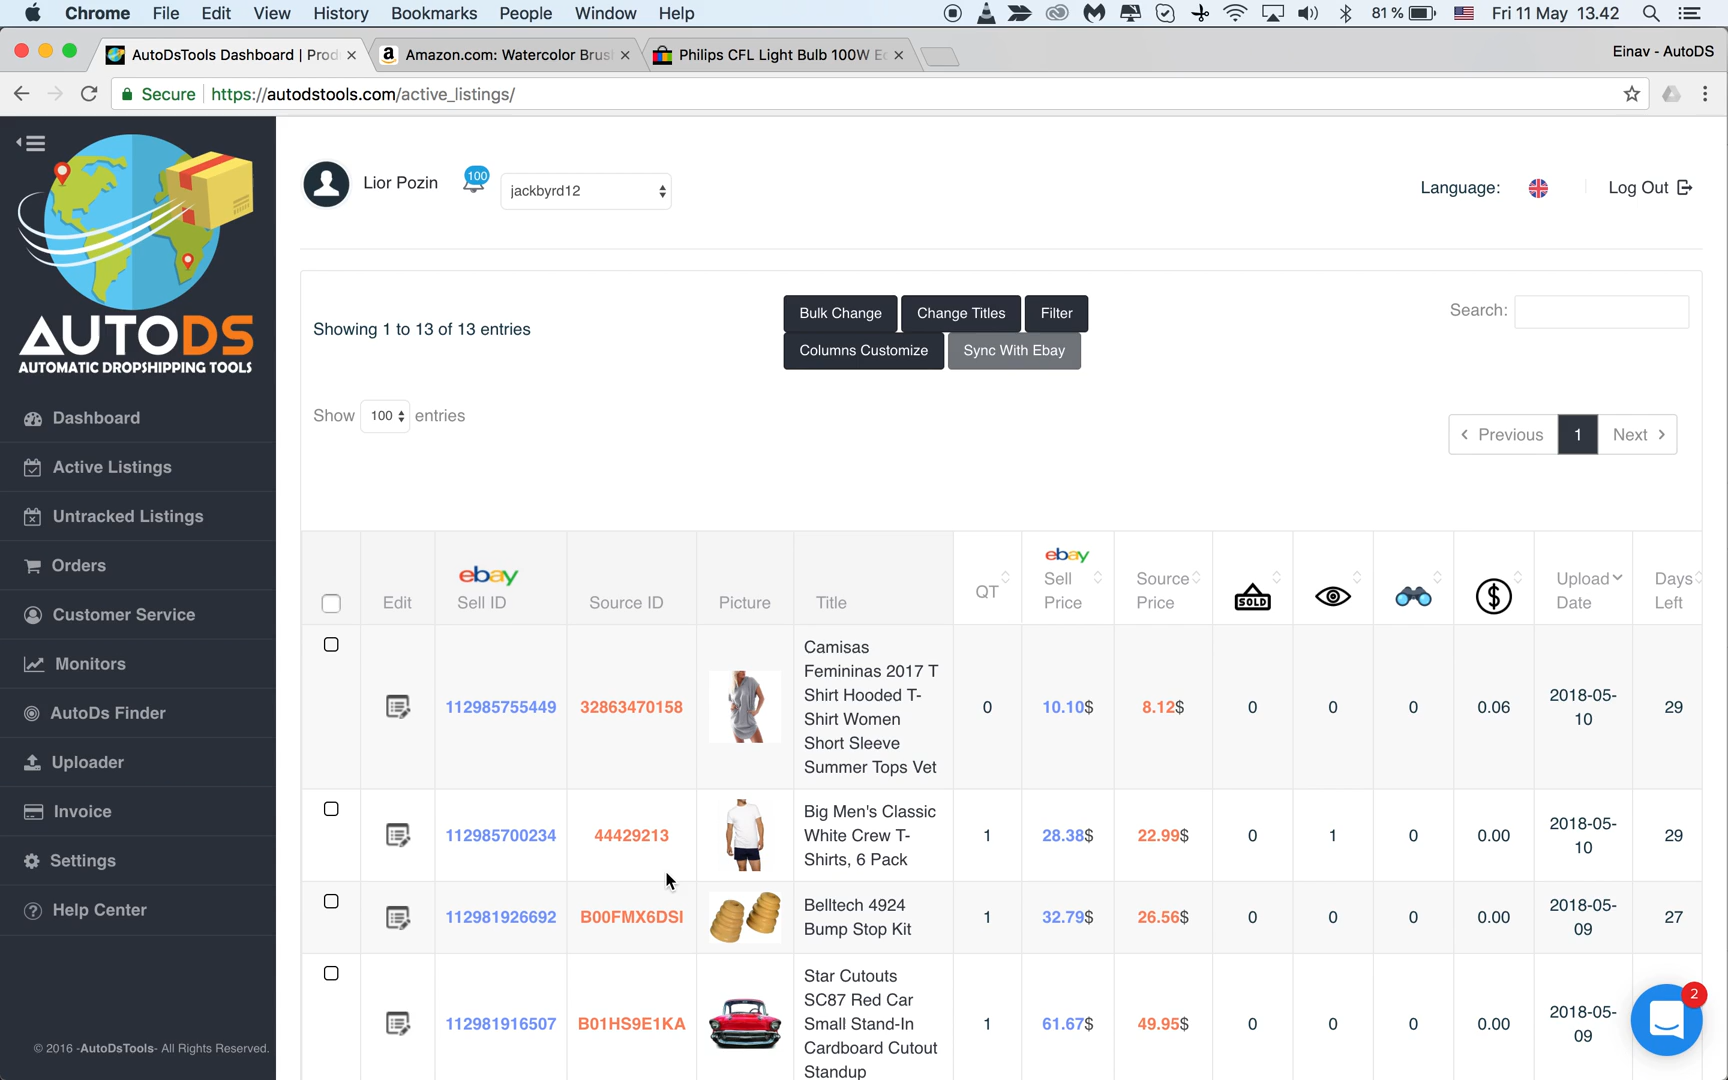 Chrome File Edit View History Bookmarks People Window Help 81% Fri 11 May 13.42
AutoDsTools Dashboard | Prod
Amazon.com: Watercolor Brus
Philips CFL Light Bulb 100W Ec
Einav - AutoDS
Secure https://autodstools.com/active_listings/
AUTODS
AUTOMATIC DROPSHIPPING TOOLS
Dashboard
Active Listings
Untracked Listings
Orders
Customer Service
Monitors
AutoDs Finder
Uploader
Invoice
Settings
Help Center
© 2016 -AutoDsTools- All Rights Reserved.
Lior Pozin
100
jackbyrd12
Language:
Log Out
Showing 1 to 13 of 13 entries
Bulk Change
Change Titles
Filter
Columns Customize
Sync With Ebay
Search:
Show 100 entries
Previous 1 Next
Edit
ebay
Sell ID
Source ID
Picture
Title
QT
ebay
Sell
Price
Source
Price
SOLD
$
Upload
Date
Days
Left
112985755449
32863470158
Camisas
Femininas 2017 T
Shirt Hooded T-
Shirt Women
Short Sleeve
Summer Tops Vet
0
10.10$
8.12$
0
0
0
0.06
2018-05-
10
29
112985700234
44429213
Big Men's Classic
White Crew T-
Shirts, 6 Pack
1
28.38$
22.99$
0
1
0
0.00
2018-05-
10
29
112981926692
B00FMX6DSI
Belltech 4924
Bump Stop Kit
1
32.79$
26.56$
0
0
0
0.00
2018-05-
09
27
112981916507
B01HS9E1KA
Star Cutouts
SC87 Red Car
Small Stand-In
Cardboard Cutout
Standup
1
61.67$
49.95$
0
0
0
0.00
2018-05-
09
2